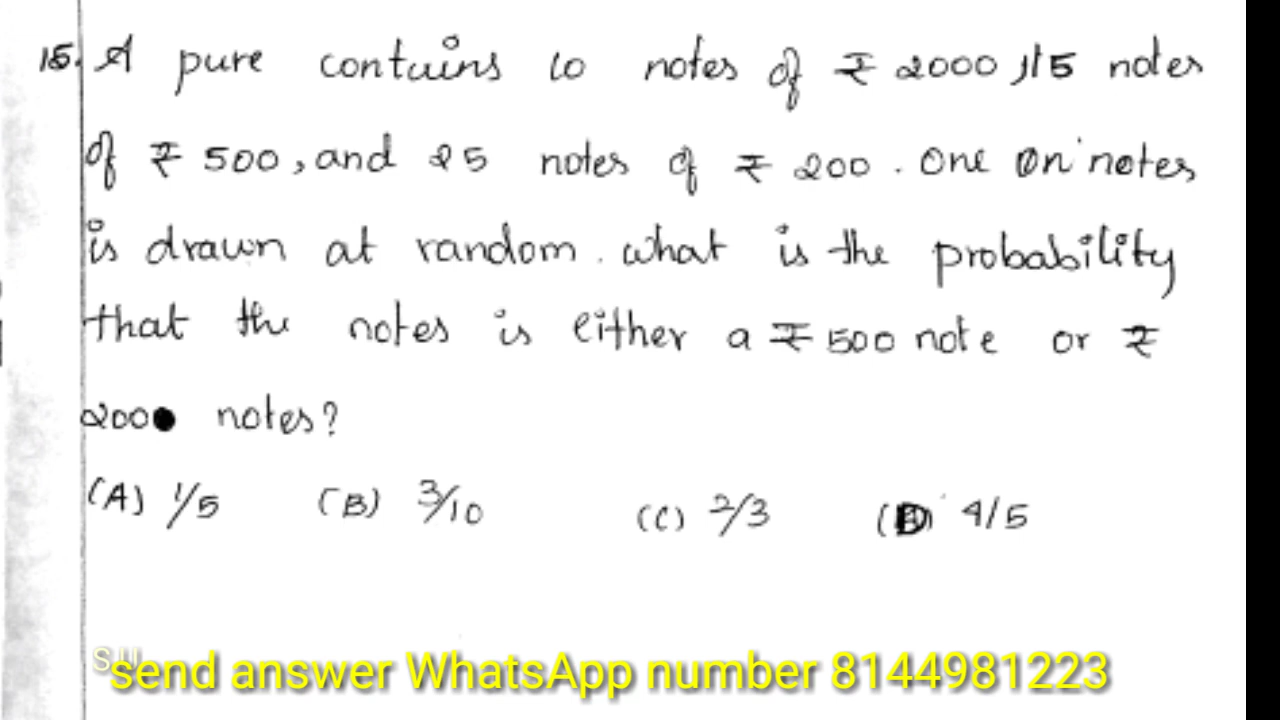 15. A pure contains 10 notes of ₹ 2000, 15 notes
of ₹ 500, and 25 notes of ₹ 200. One on notes
is drawn at random. what is the probability
that the notes is either a ₹ 500 note or ₹
200 notes?
(A) 1/5 (B) 3/10 (C) 2/3 (D) 4/5
send answer WhatsApp number 8144981223